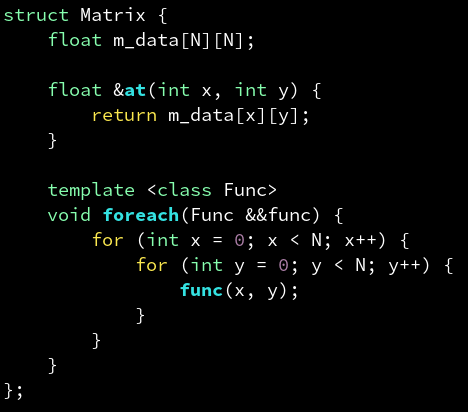 struct Matrix {
    float m_data[N][N];

    float &at(int x, int y) {
        return m_data[x][y];
    }

    template <class Func>
    void foreach(Func &&func) {
        for (int x = 0; x < N; x++) {
            for (int y = 0; y < N; y++) {
                func(x, y);
            }
        }
    }
};